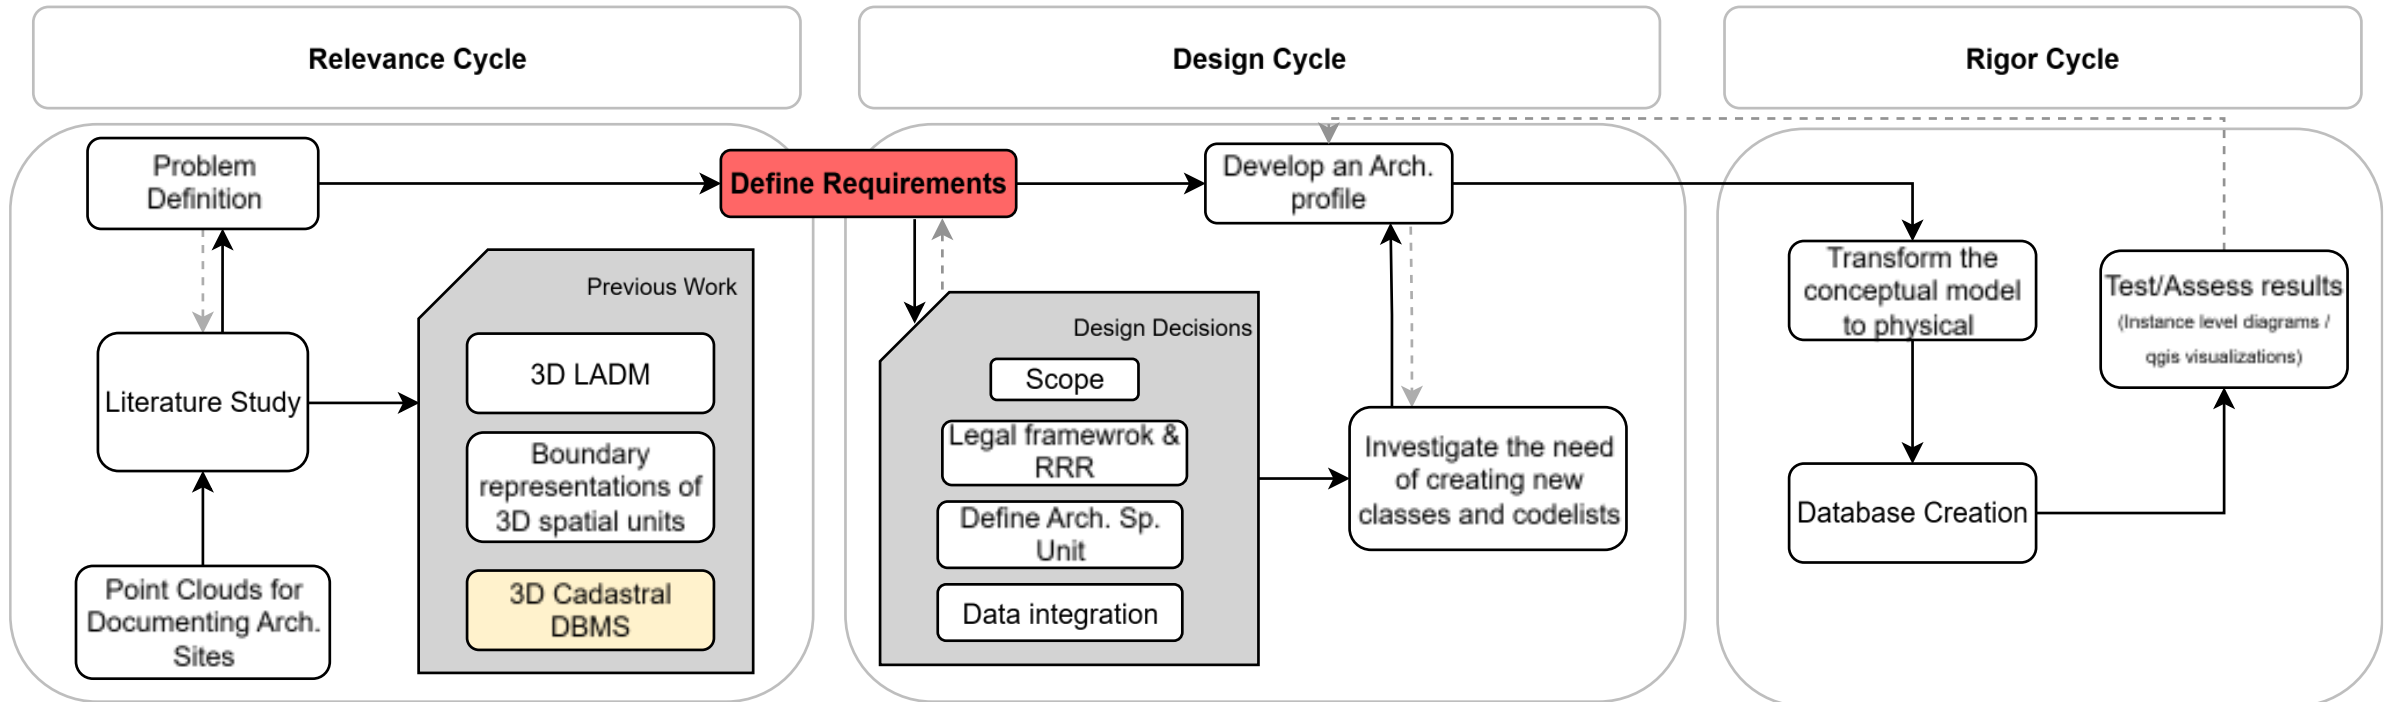 Relevance Cycle
Design Cycle
Rigor Cycle
Problem
Definition
Define Requirements
Literature Study
Point Clouds for
Documenting Arch.
Sites
Previous Work
3D LADM
Boundary
representations of
3D spatial units
3D Cadastral
DBMS
Develop an Arch.
profile
Design Decisions
Scope
Legal framewrok &
RRR
Define Arch. Sp.
Unit
Data integration
Investigate the need
of creating new
classes and codelists
Transform the
conceptual model
to physical
Database Creation
Test/Assess results
(Instance level diagrams /
qgis visualizations)